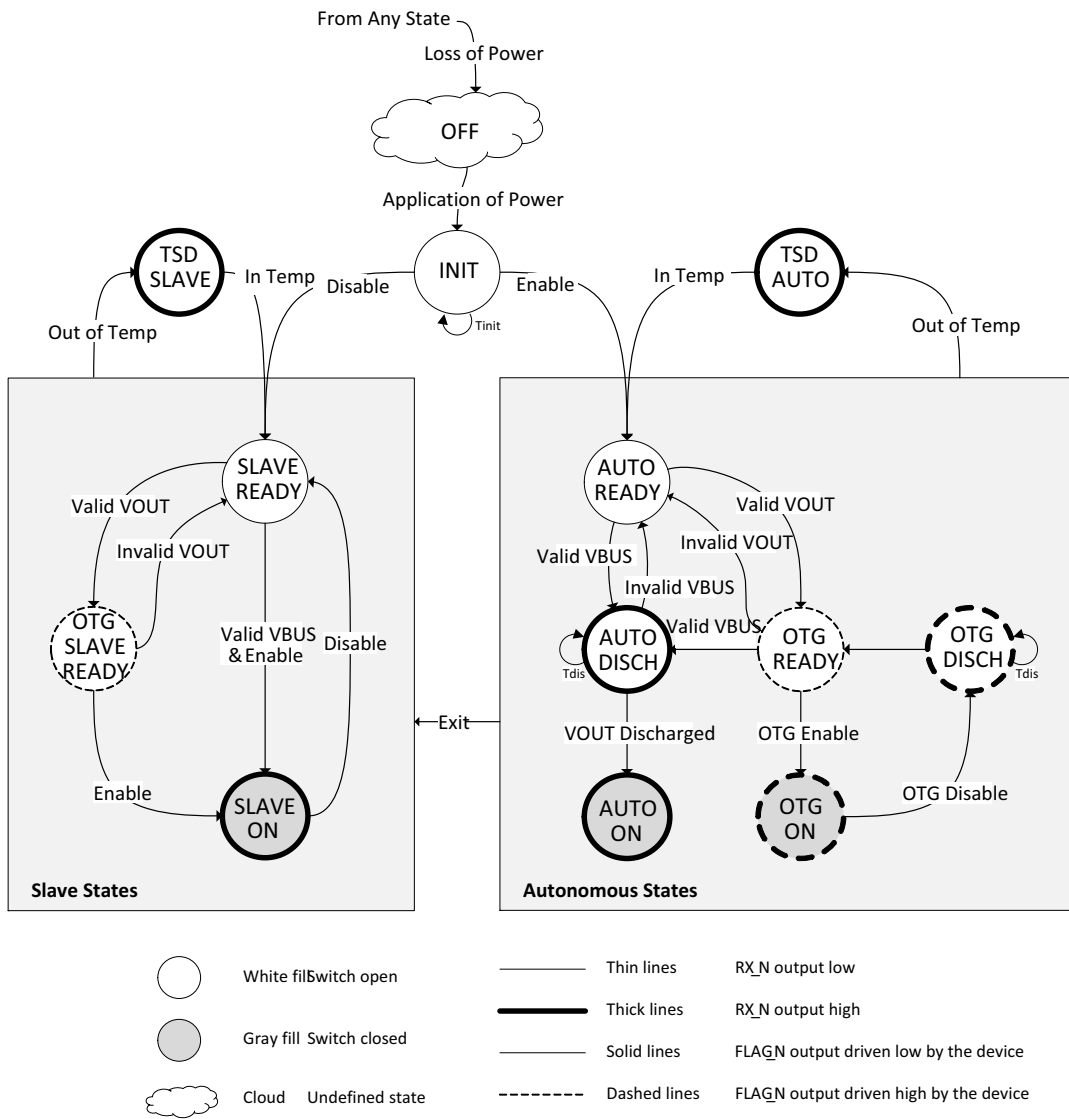 From Any State
Loss of Power
OFF
Application of Power
TSD
SLAVE
In Temp
Disable
INIT
Enable
In Temp
TSD
AUTO
Tinit
Out of Temp
Out of Temp
SLAVE
READY
AUTO
READY
Valid VOUT
Invalid VOUT
Valid VBUS
Invalid VBUS
Invalid VOUT
Valid VOUT
OTG
SLAVE
READY
Valid VBUS
& Enable
Disable
AUTO
DISCH
Tdis
Valid VBUS
OTG
READY
OTG
DISCH
Tdis
Exit
VOUT Discharged
OTG Enable
Enable
OTG Disable
SLAVE
ON
AUTO
ON
OTG
ON
Slave States
Autonomous States
White fill Switch open
Thin lines RX_N output low
Thick lines RX_N output high
Gray fill Switch closed
Solid lines FLAGN output driven low by the device
Cloud Undefined state
Dashed lines FLAGN output driven high by the device